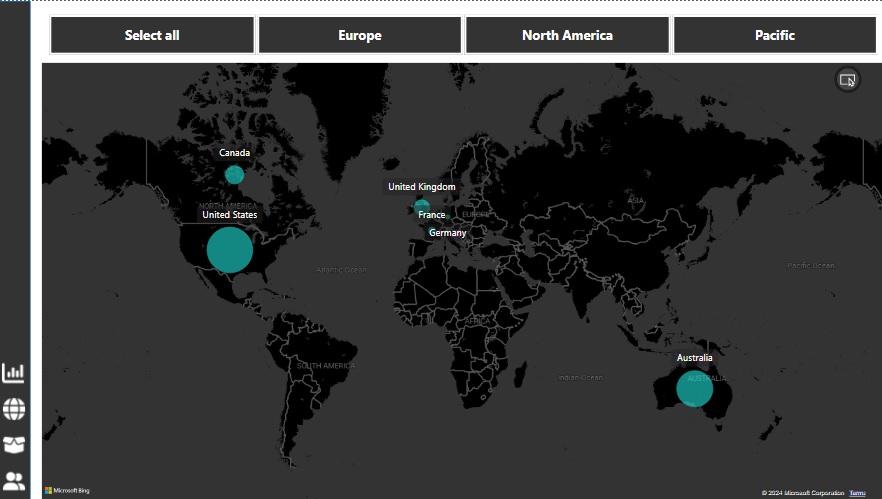 Select all
Europe
North America
Pacific
Canada
NORTH AMERICA
United States
United Kingdom
France
EUROPE
Germany
ASIA
Atlantic Ocean
Pacific Ocean
AFRICA
SOUTH AMERICA
Indian Ocean
Australia
AUSTRALIA
Microsoft Bing
© 2024 Microsoft Corporation Terms